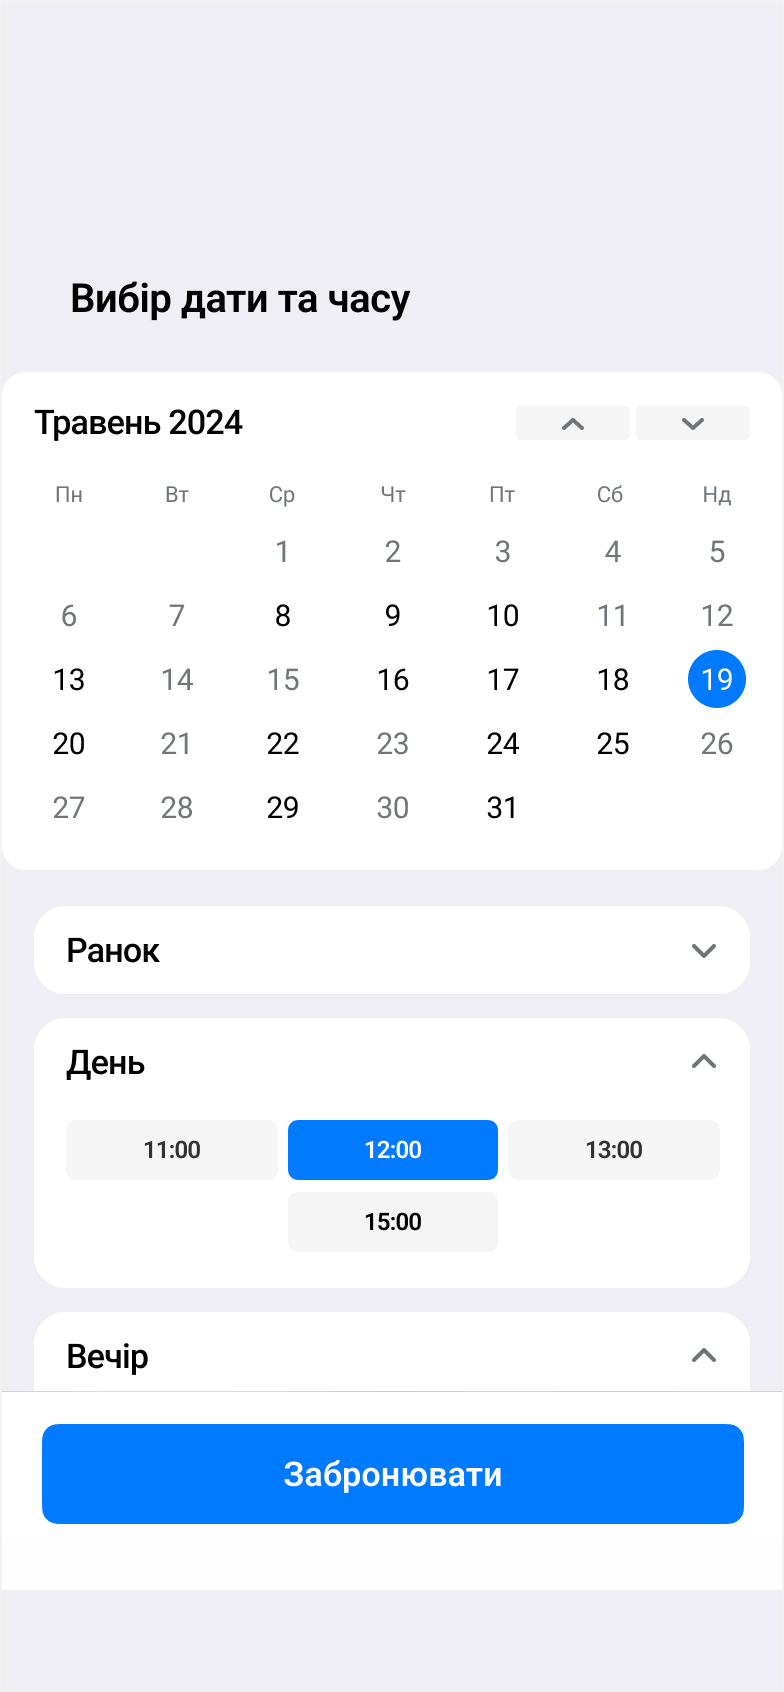 Вибір дати та часу
Травень 2024
Пн Вт Ср Чт Пт Сб Нд
1 2 3 4 5
6 7 8 9 10 11 12
13 14 15 16 17 18 19
20 21 22 23 24 25 26
27 28 29 30 31
Ранок
День
11:00 12:00 13:00
15:00
Вечір
Забронювати